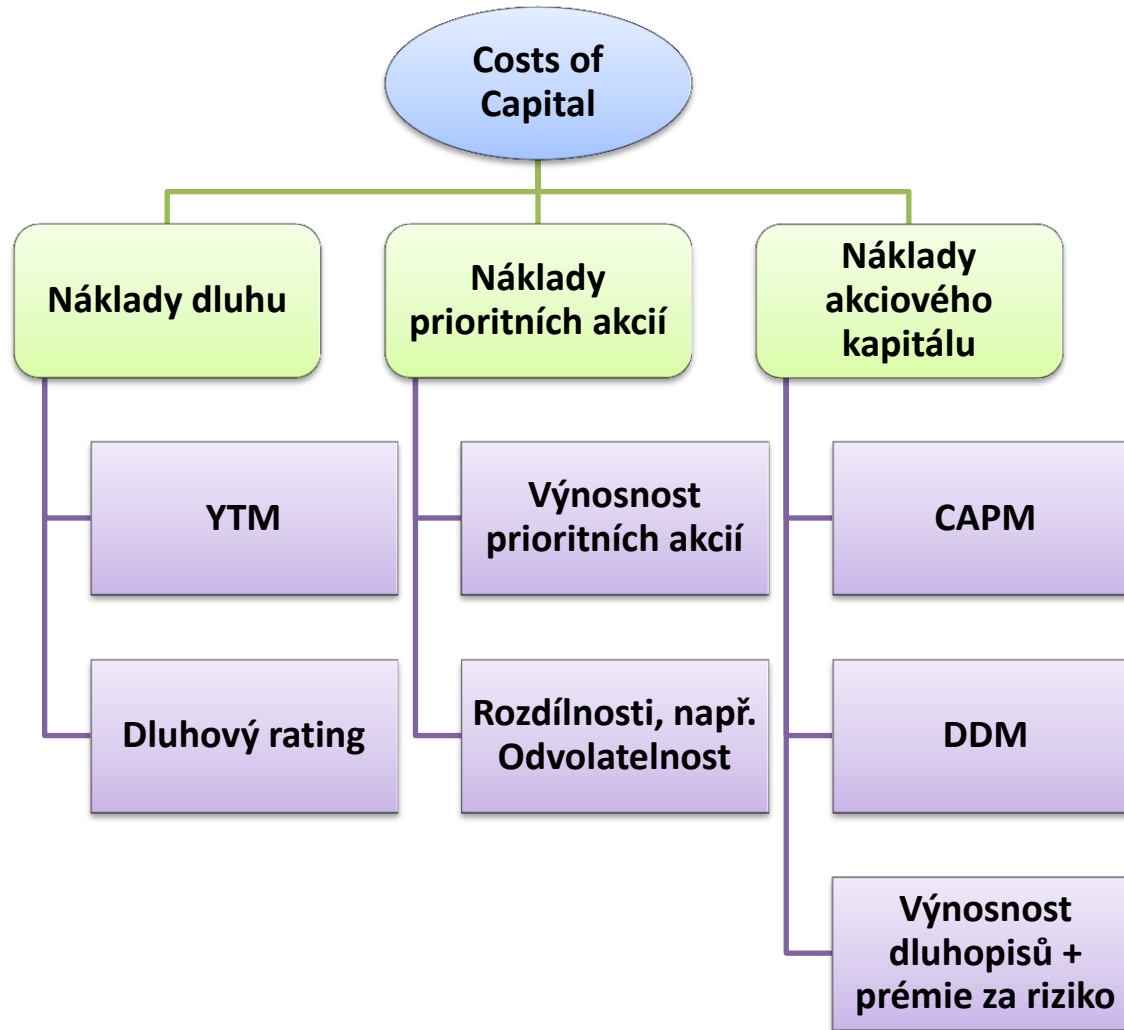 Costs of
Capital
Náklady dluhu
YTM
Dluhový rating
Náklady
prioritních akcií
Výnosnost
prioritních akcií
Rozdílnosti, např.
Odvolatelnost
Náklady
akciového
kapitálu
CAPM
DDM
Výnosnost
dluhopisů +
prémie za riziko